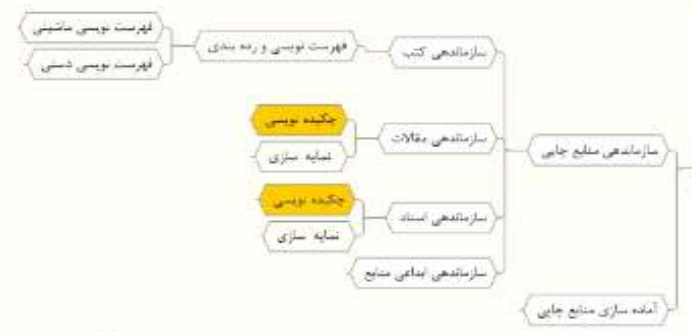 سازماندهی منابع چاپی
سازماندهی کتب
فهرست نویسی و رده بندی
فهرست نویسی ماشینی
فهرست نویسی دستی
سازماندهی مقالات
چکیده نویسی
نمایه سازی
سازماندهی اسناد
چکیده نویسی
نمایه سازی
سازماندهی ابداعی منابع
آماده سازی منابع چاپی